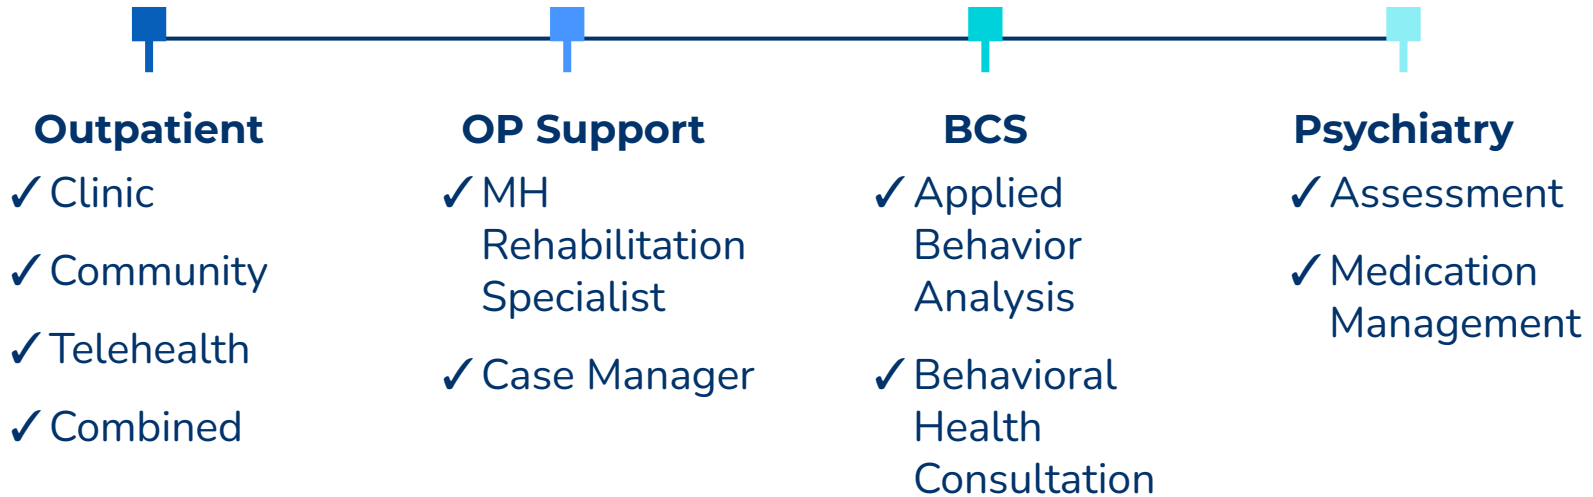 Outpatient
✓ Clinic
✓ Community
✓ Telehealth
✓ Combined
OP Support
✓ MH
Rehabilitation
Specialist
✓ Case Manager
BCS
✓ Applied
Behavior
Analysis
✓ Behavioral
Health
Consultation
Psychiatry
✓ Assessment
✓ Medication
Management